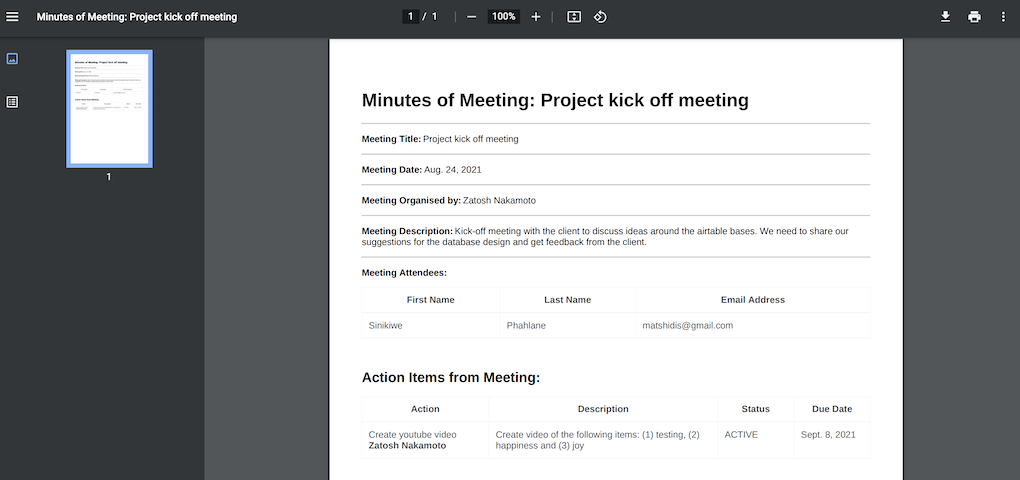 Minutes of Meeting: Project kick off meeting
1 / 1
100%
1
Minutes of Meeting: Project kick off meeting
Meeting Title: Project kick off meeting
Meeting Date: Aug. 24, 2021
Meeting Organised by: Zatosh Nakamoto
Meeting Description: Kick-off meeting with the client to discuss ideas around the airtable bases. We need to share our
suggestions for the database design and get feedback from the client.
Meeting Attendees:
First Name Last Name Email Address
Sinikiwe Phahlane matshidis@gmail.com
Action Items from Meeting:
Action Description Status Due Date
Create youtube video Create video of the following items: (1) testing, (2) ACTIVE Sept. 8, 2021
Zatosh Nakamoto happiness and (3) joy